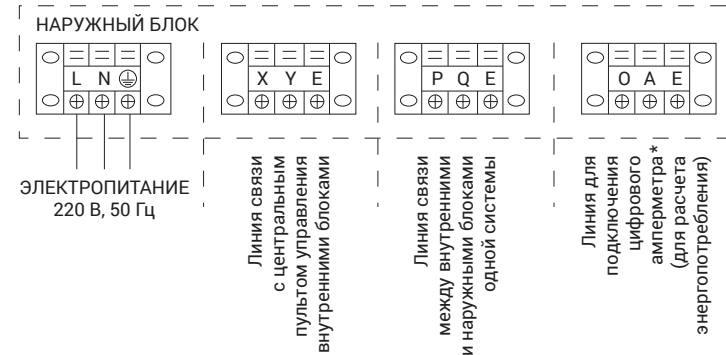 НАРУЖНЫЙ БЛОК
L N
X Y E
P Q E
O A E
ЭЛЕКТРОПИТАНИЕ
220 В, 50 Гц
Линия связи
с центральным
пультом управления
внутренними блоками
Линия связи
между внутренними
и наружными блоками
одной системы
Линия для
подключения
цифрового
амперметра*
(для расчета
энергопотребления)